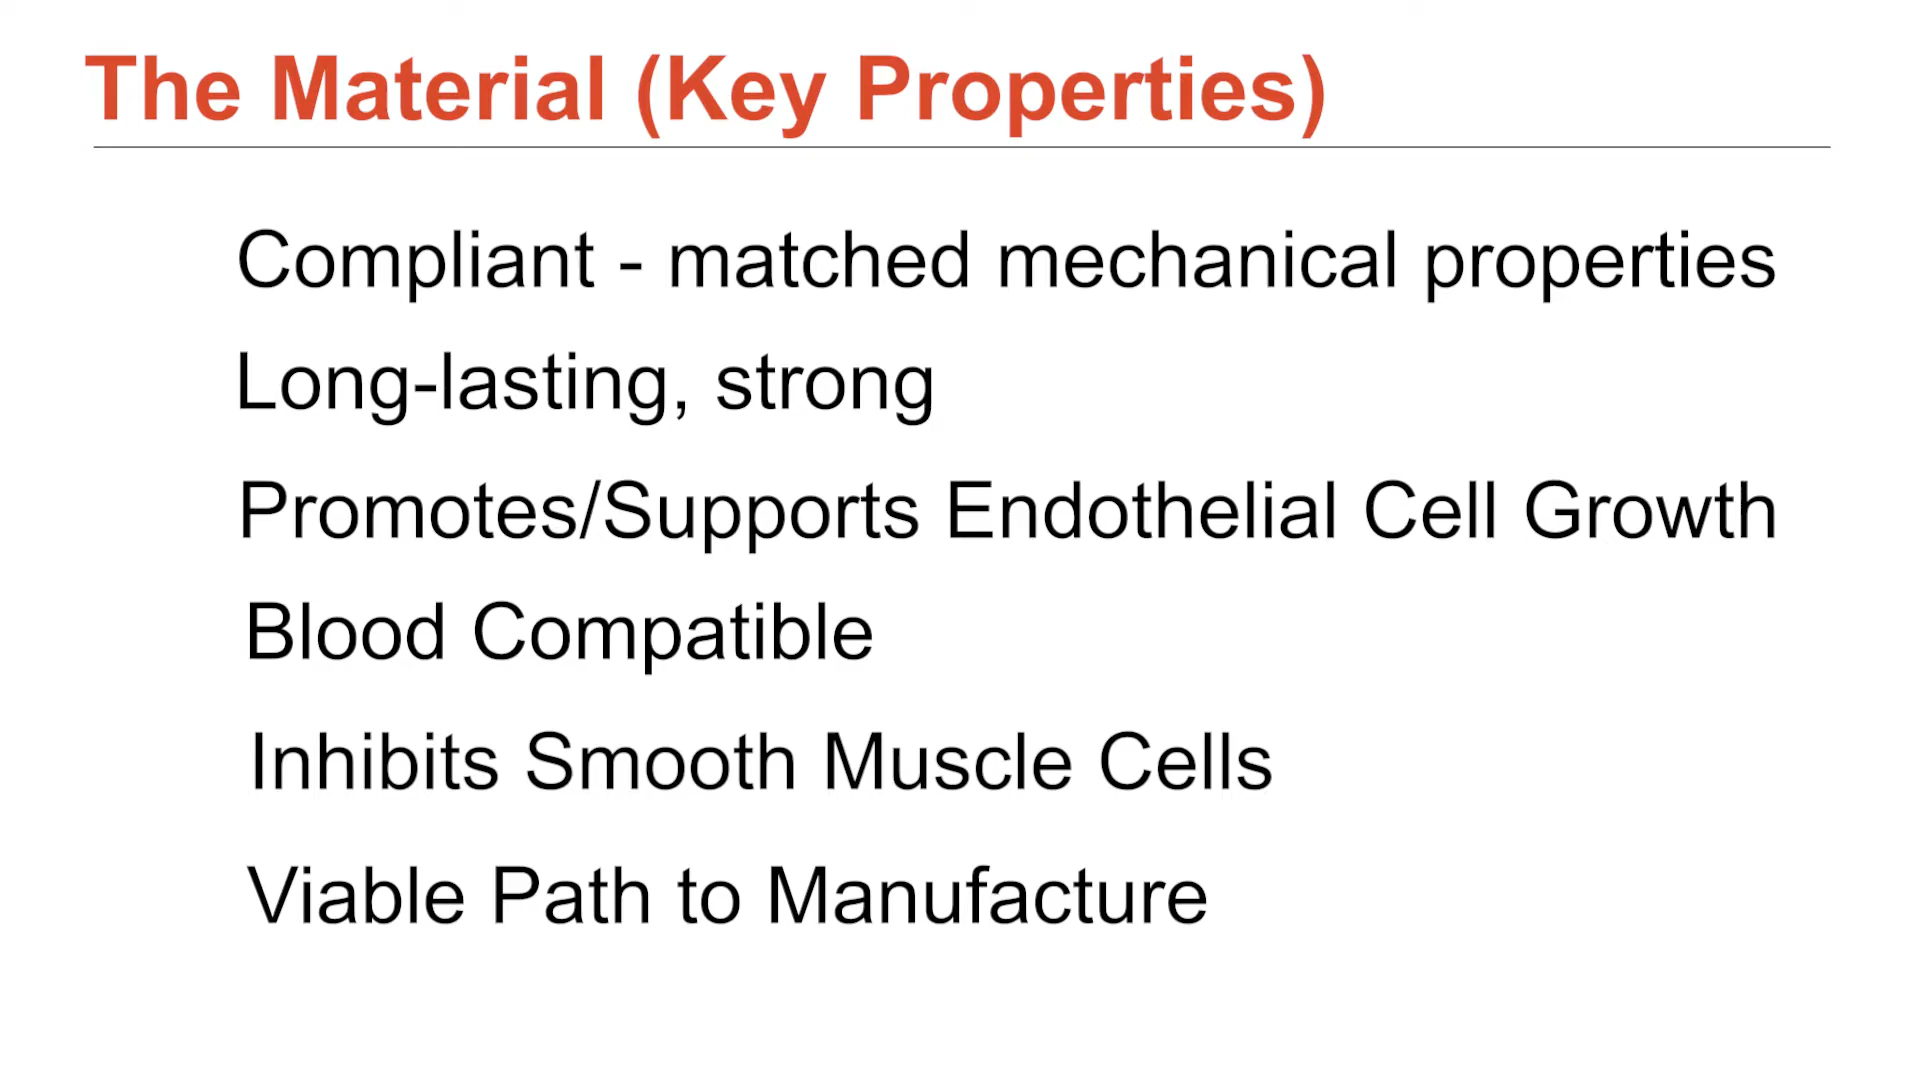 The Material (Key Properties)
Compliant - matched mechanical properties
Long-lasting, strong
Promotes/Supports Endothelial Cell Growth
Blood Compatible
Inhibits Smooth Muscle Cells
Viable Path to Manufacture